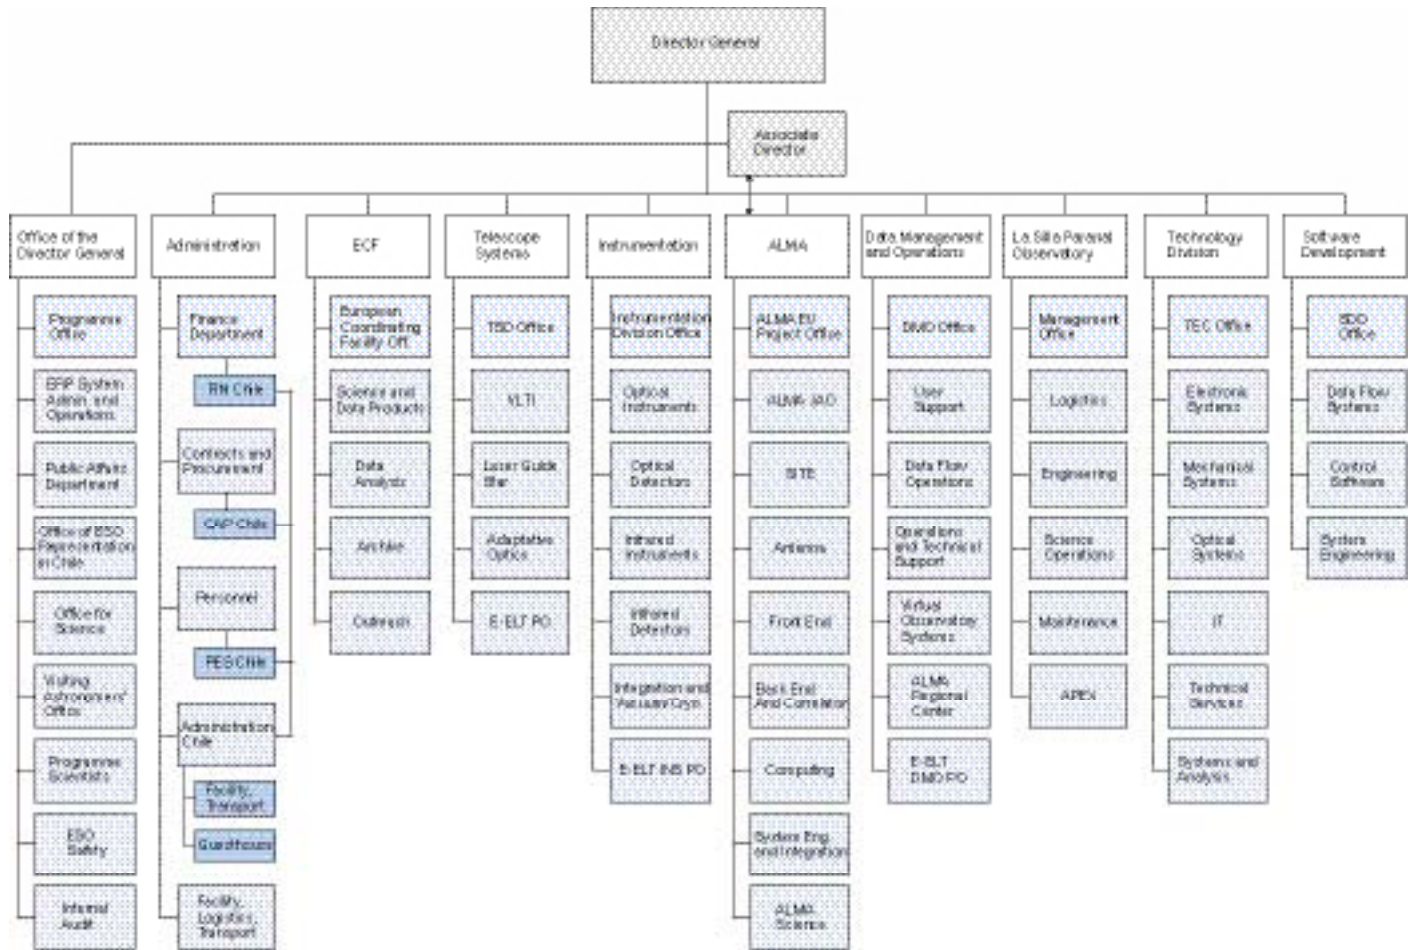 Director General
Associate
Director
Office of the
Director General
Programme
Office
ERP System
Admin. and
Operations
Public Affairs
Department
Office of ESO
Representation
in Chile
Office for
Science
Visiting
Astronomers'
Office
Programme
Scientists
ESO
Safety
Internal
Audit
Administration
Finance
Department
FIN Chile
Contracts and
Procurement
CAP Chile
Personnel
PES Chile
Administration
Chile
Facility,
Transport
Guesthouse
Facility,
Logistics,
Transport
ECF
European
Coordinating
Facility Off.
Science and
Data Products
Data
Analysis
Archive
Outreach
Telescope
Systems
TSD Office
VLTI
Laser Guide
Star
Adaptative
Optics
E-ELT PO
Instrumentation
Instrumentation
Division Office
Optical
Instruments
Optical
Detectors
Infrared
Instruments
Infrared
Detectors
Integration and
Vacuum/Cryo.
E-ELT INS PO
ALMA
ALMA EU
Project Office
ALMA JAO
SITE
Antenna
Front End
Back End
And Correlator
Computing
System Eng.
and Integration
ALMA
Science
Data Management
and Operations
DMO Office
User
Support
Data Flow
Operations
Operations
and Technical
Support
Virtual
Observatory
Systems
ALMA
Regional
Center
E-ELT
DMO PO
La Silla Paranal
Observatory
Management
Office
Logistics
Engineering
Science
Operations
Maintenance
APEX
Technology
Division
TEC Office
Electronic
Systems
Mechanical
Systems
Optical
Systems
IT
Technical
Services
Systems and
Analysis
Software
Development
SDD
Office
Data Flow
Systems
Control
Software
System
Engineering